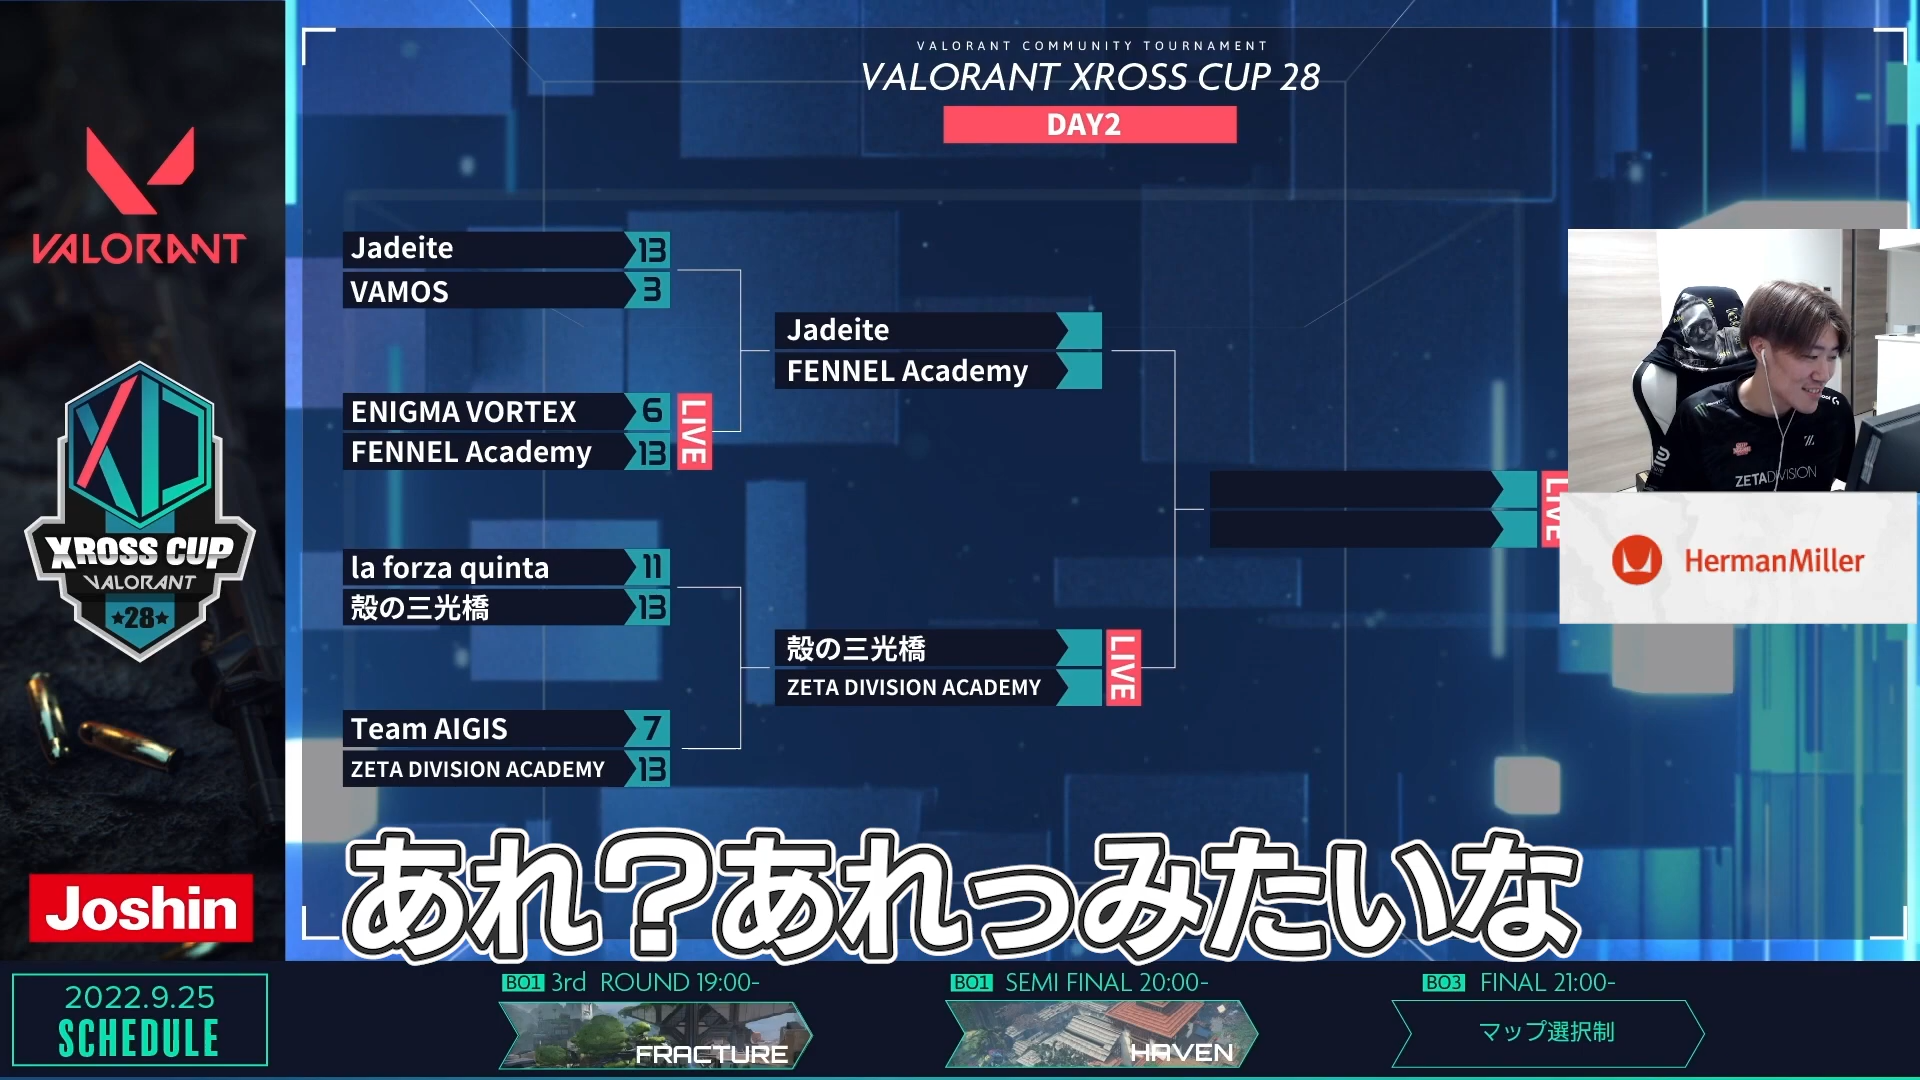 VALORANT COMMUNITY TOURNAMENT
VALORANT XROSS CUP 28
DAY2
VALORANT
XROSS CUP
VALORANT
★28★
Joshin
Jadeite 13
VAMOS 3
ENIGMA VORTEX 6
FENNEL Academy 13
LIVE
la forza quinta 11
殻の三光橋 13
Team AIGIS 7
ZETA DIVISION ACADEMY 13
Jadeite
FENNEL Academy
殻の三光橋
ZETA DIVISION ACADEMY
LIVE
LIVE
ZETADIVISION
HermanMiller
あれ?あれっみたいな
2022.9.25
SCHEDULE
BO1 3rd ROUND 19:00-
FRACTURE
BO1 SEMI FINAL 20:00-
HAVEN
BO3 FINAL 21:00-
マップ選択制